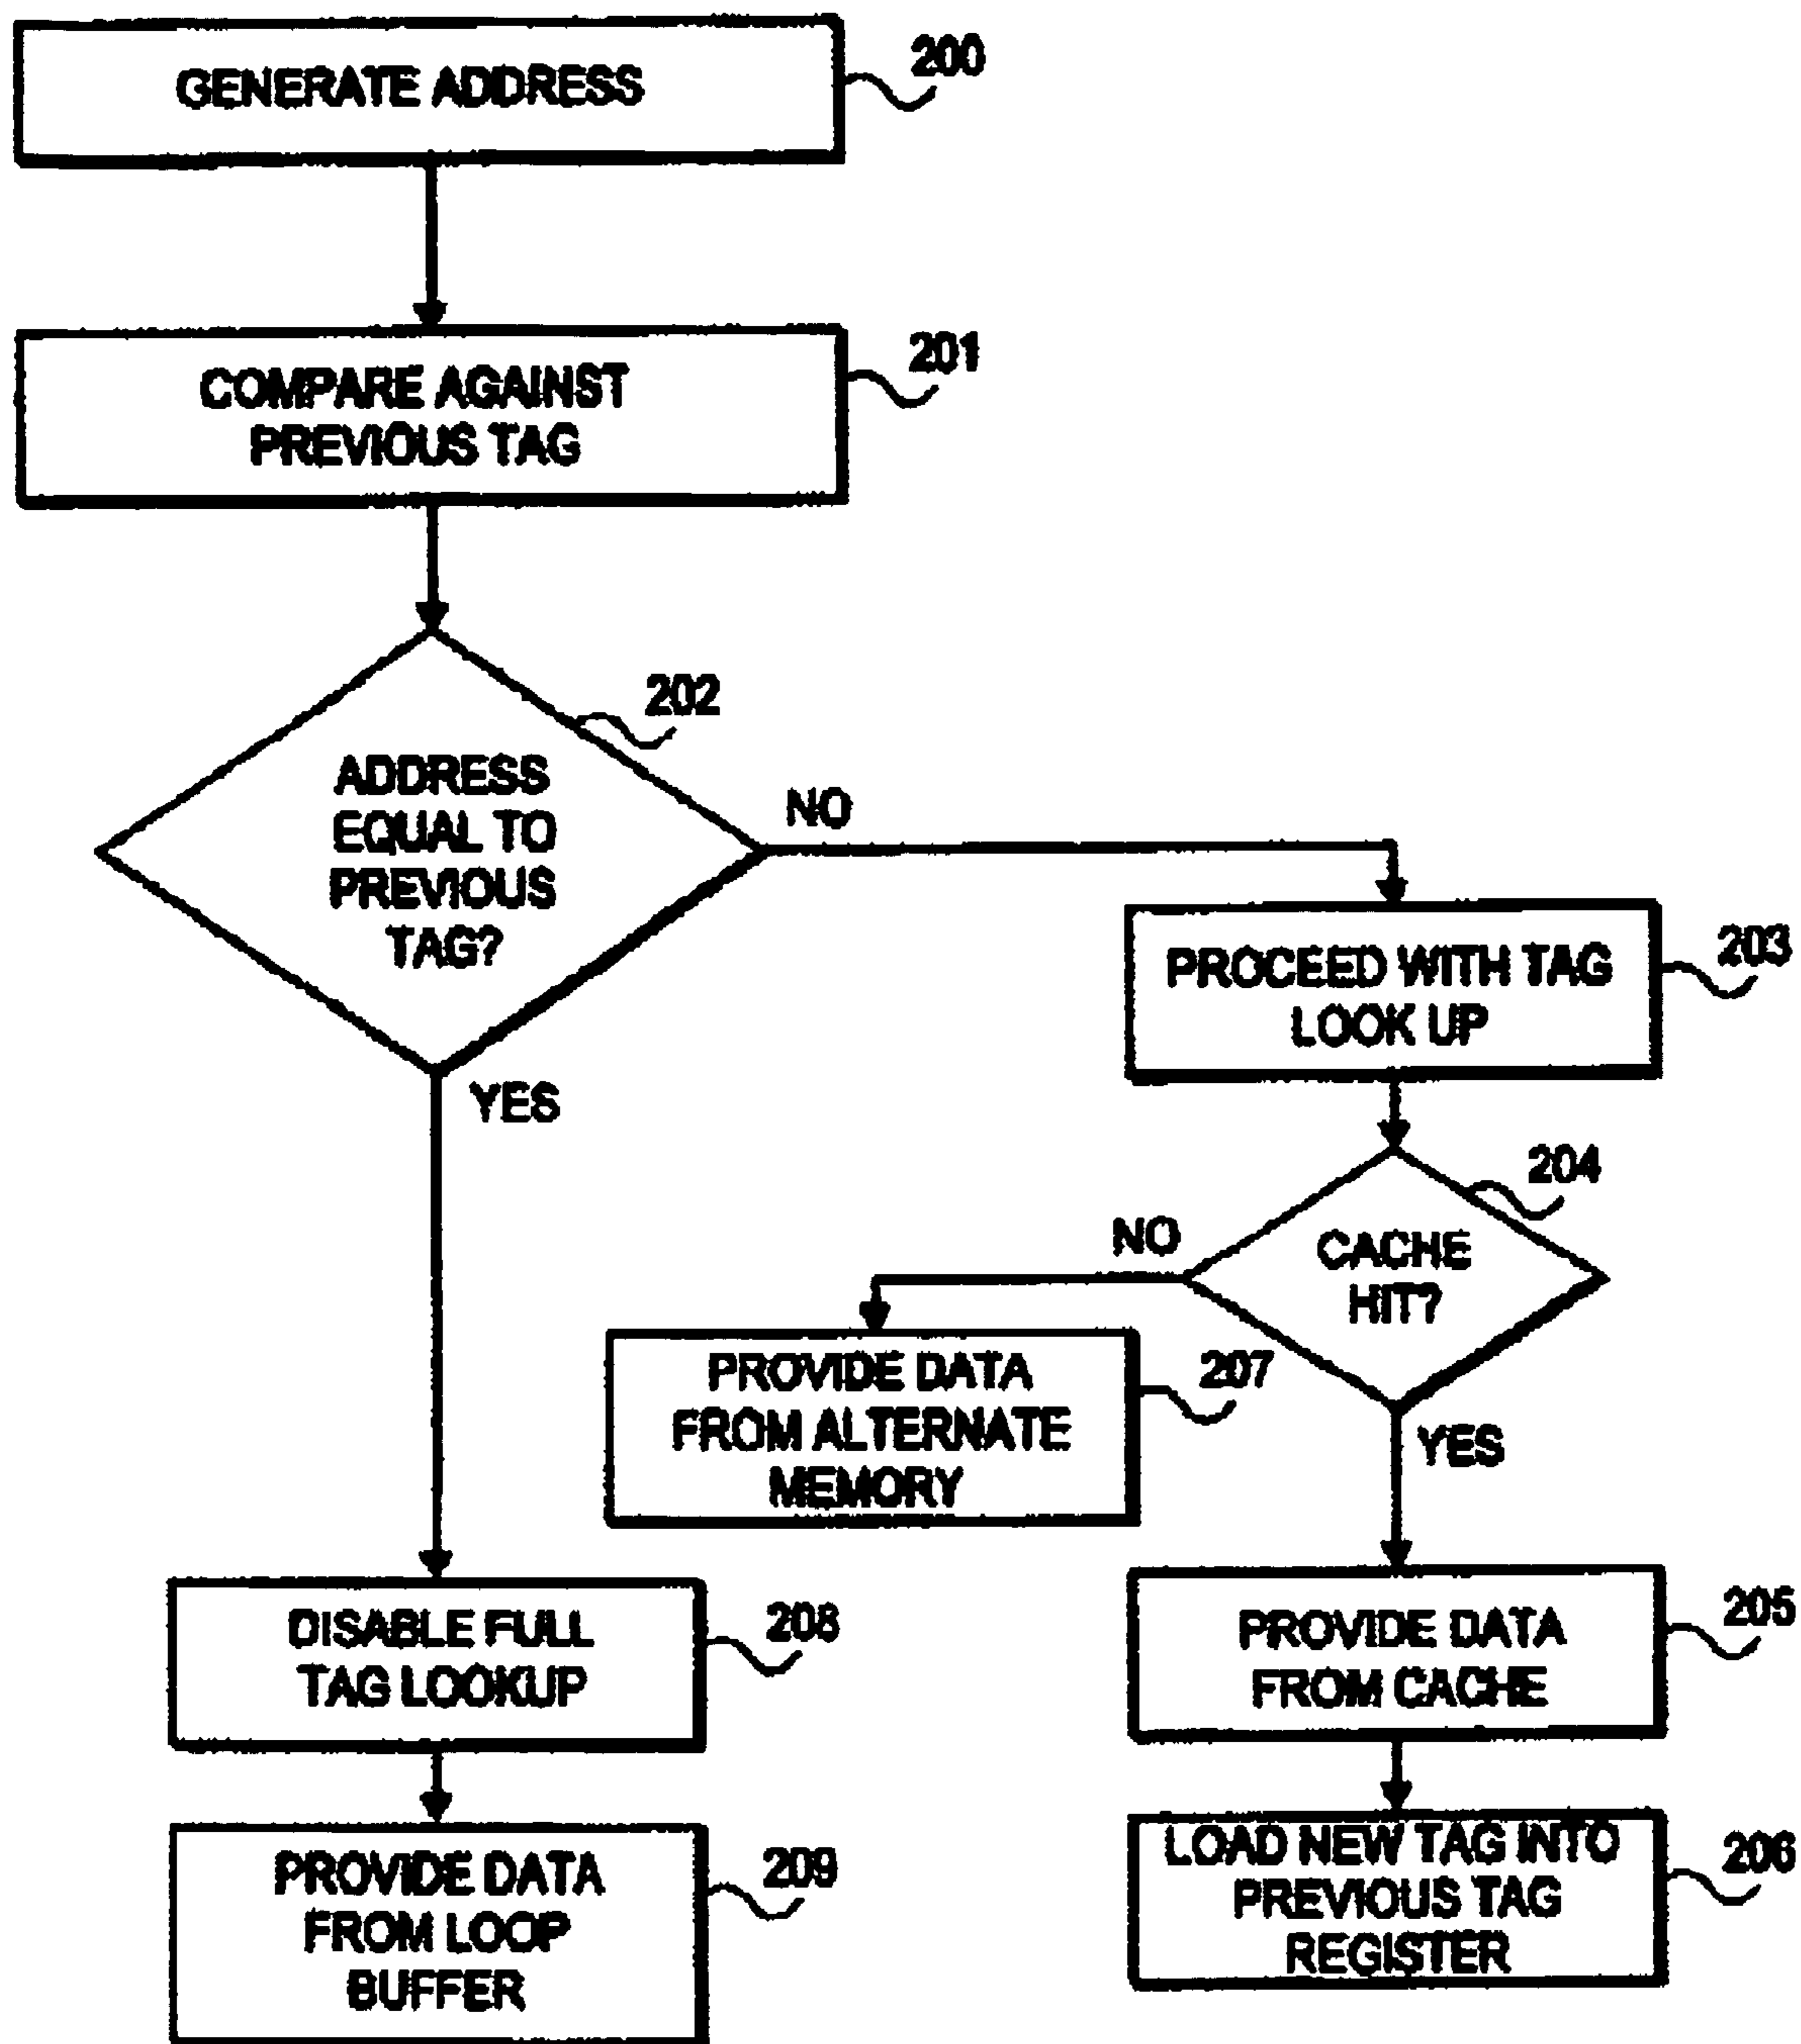 GENERATE ADDRESS
200
COMPARE AGAINST
PREVIOUS TAG
201
202
ADDRESS
EQUAL TO
PREVIOUS
TAG?
NO
YES
PROCEED WITH TAG
LOOK UP
203
204
CACHE
HIT?
NO
YES
PROVIDE DATA
FROM ALTERNATE
MEMORY
207
DISABLE FULL
TAG LOOKUP
208
PROVIDE DATA
FROM CACHE
205
PROVIDE DATA
FROM LOOP
BUFFER
209
LOAD NEW TAG INTO
PREVIOUS TAG
REGISTER
206